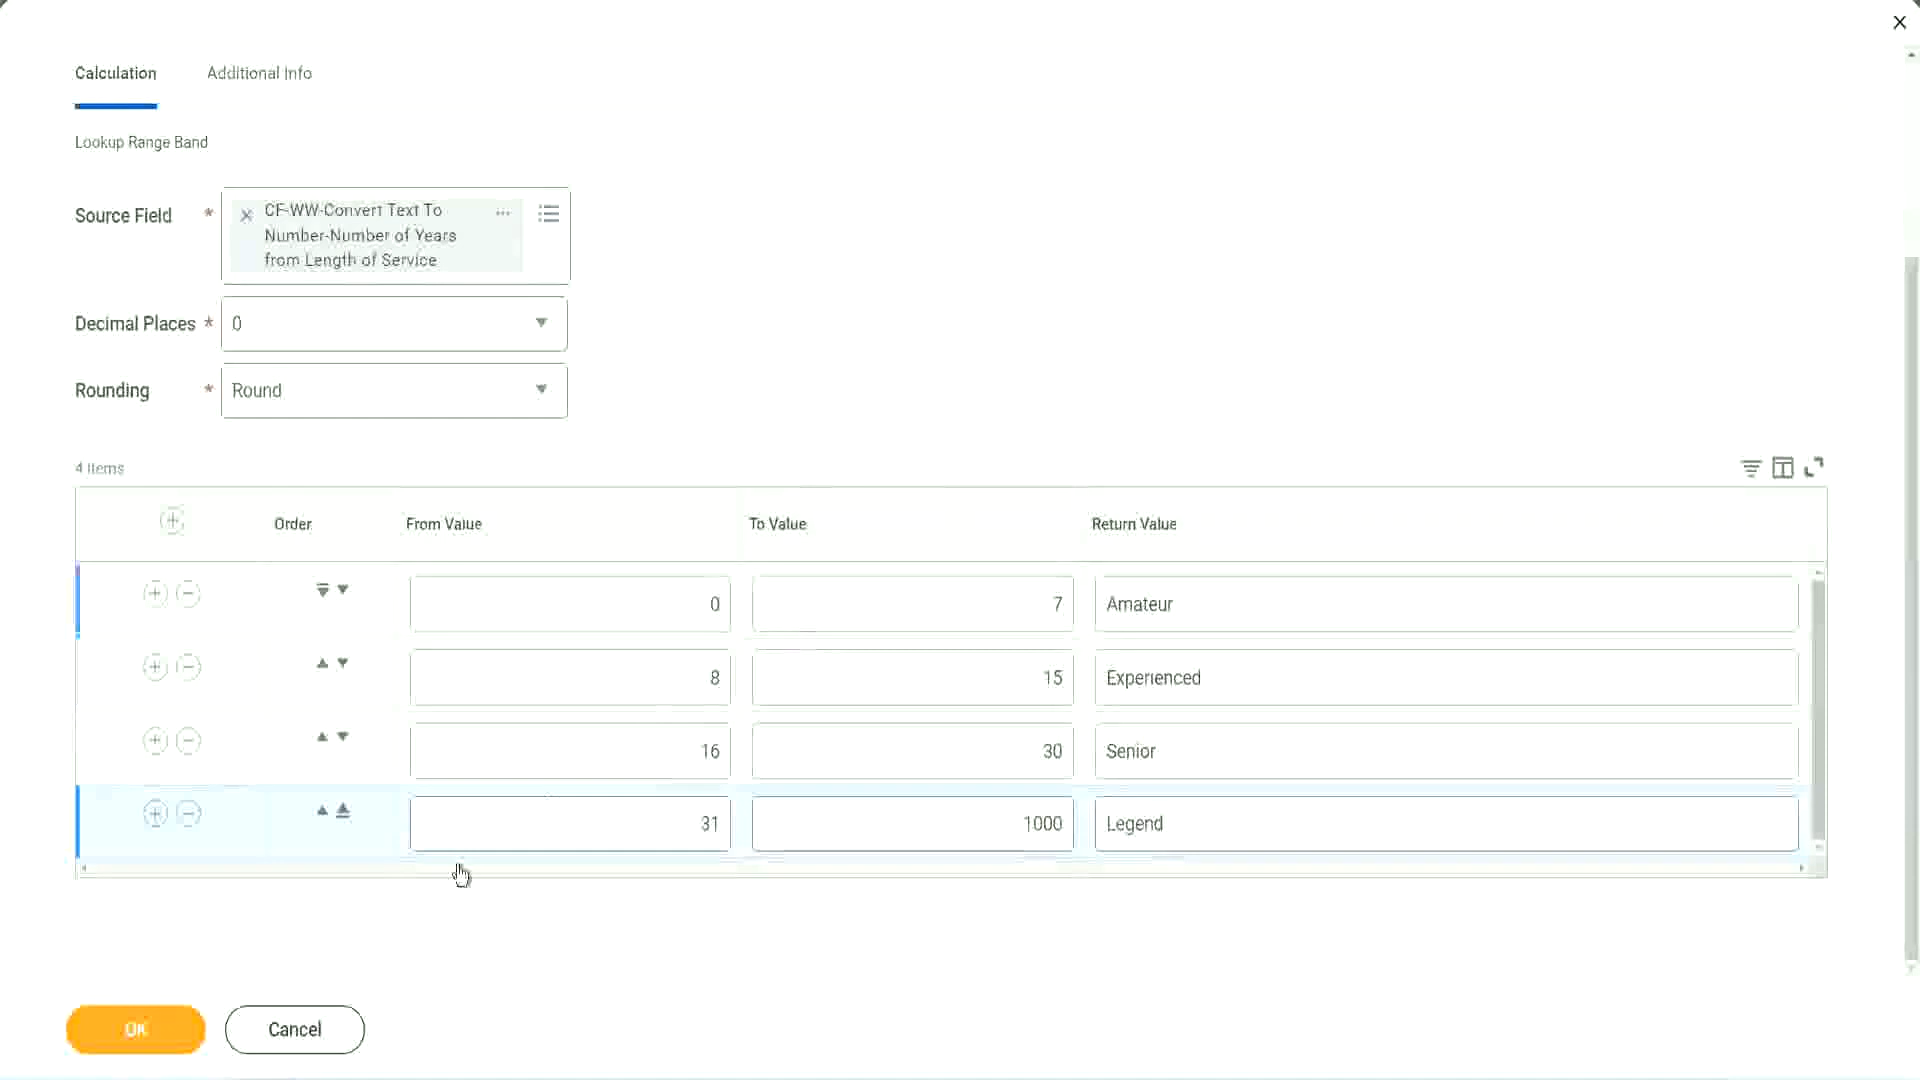 Calculation
Additional Info
Lookup Range Band
Source Field *
CF-WW-Convert Text To
Number-Number of Years
from Length of Service
Decimal Places * 0
Rounding * Round
4 items
Order From Value To Value Return Value
0 7 Amateur
8 15 Experienced
16 30 Senior
31 1000 Legend
OK Cancel